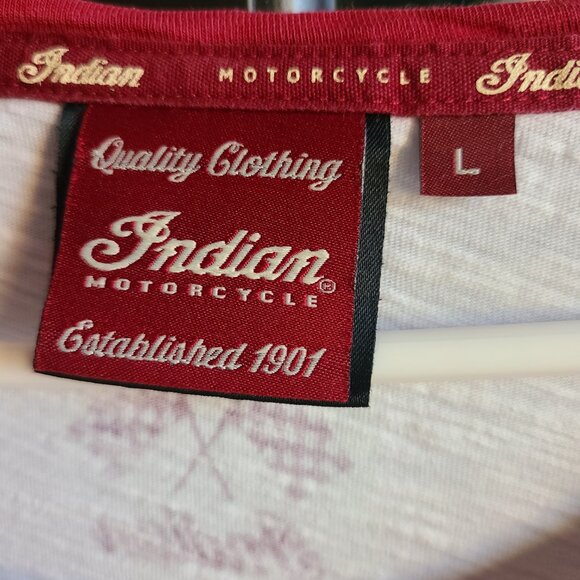 Indian MOTORCYCLE Indian
Quality Clothing
L
Indian
MOTORCYCLE®
Established 1901